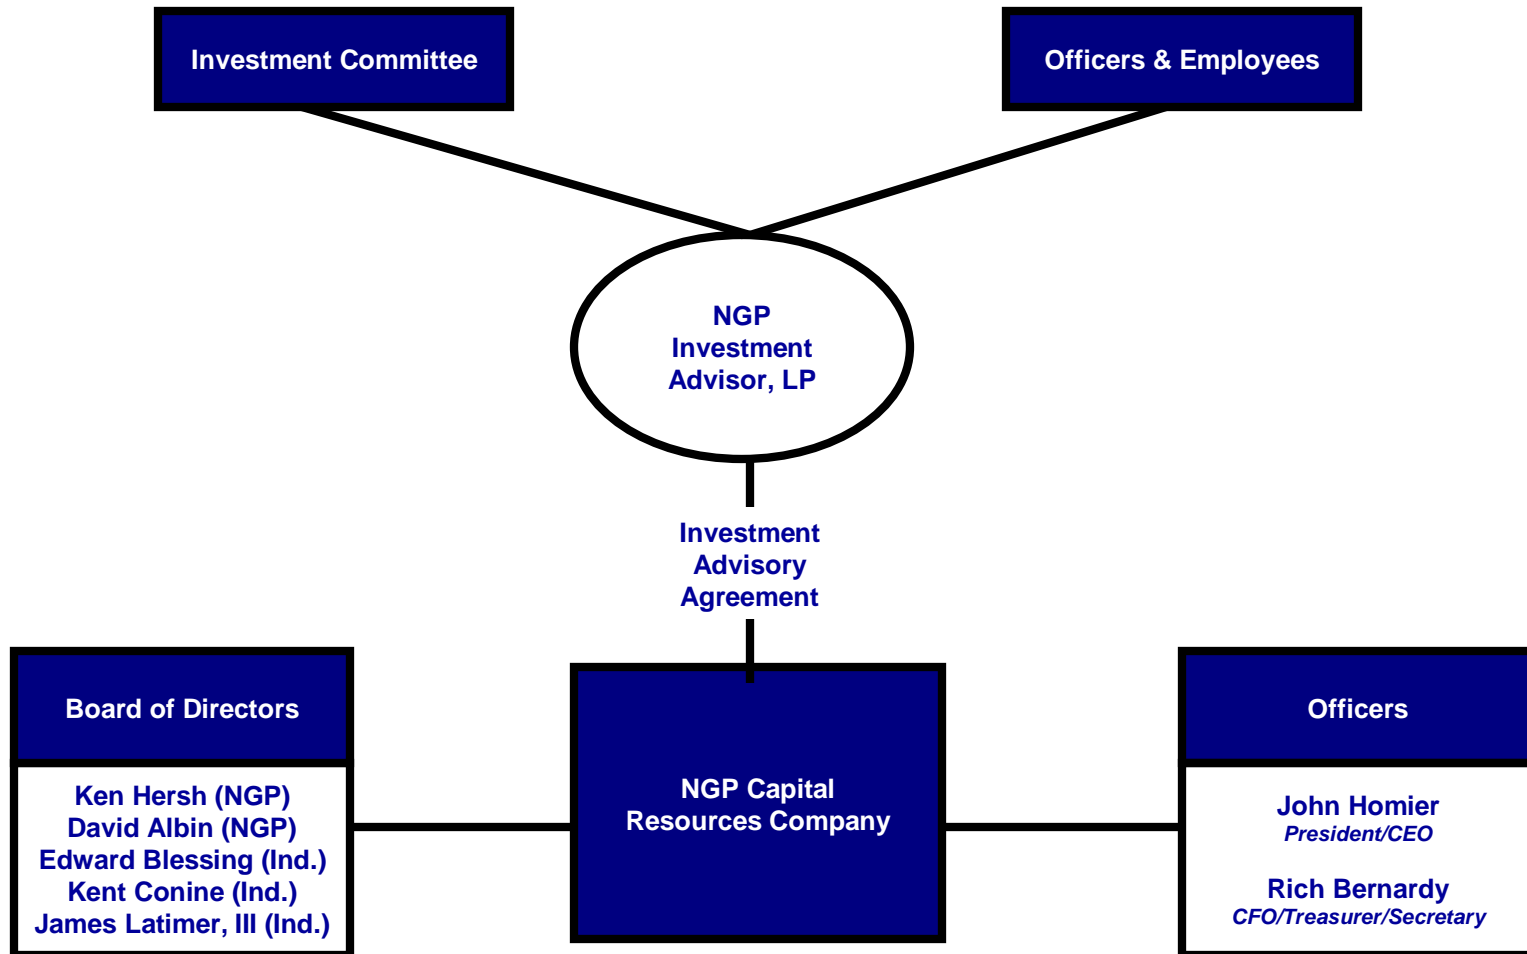 Investment Committee
Officers & Employees
NGP
Investment
Advisor, LP
Investment
Advisory
Agreement
Board of Directors
Ken Hersh (NGP)
David Albin (NGP)
Edward Blessing (Ind.)
Kent Conine (Ind.)
James Latimer, III (Ind.)
NGP Capital
Resources Company
Officers
John Homier
President/CEO
Rich Bernardy
CFO/Treasurer/Secretary